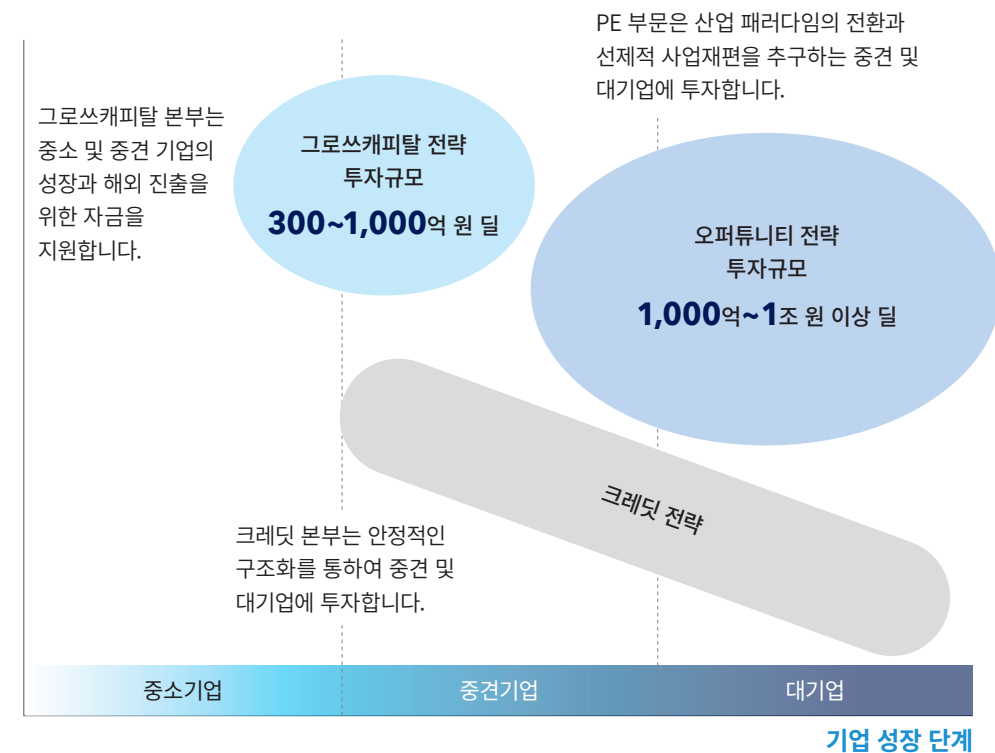 PE 부문은 산업 패러다임의 전환과
선제적 사업재편을 추구하는 중견 및
대기업에 투자합니다.
그로쓰캐피탈 본부는
중소 및 중견 기업의
성장과 해외 진출을
위한 자금을
지원합니다.
그로쓰캐피탈 전략
투자규모
300~1,000억 원 딜
오퍼튜니티 전략
투자규모
1,000억~1조 원 이상 딜
크레딧 전략
크레딧 본부는 안정적인
구조화를 통하여 중견 및
대기업에 투자합니다.
중소기업
중견기업
대기업
기업 성장 단계